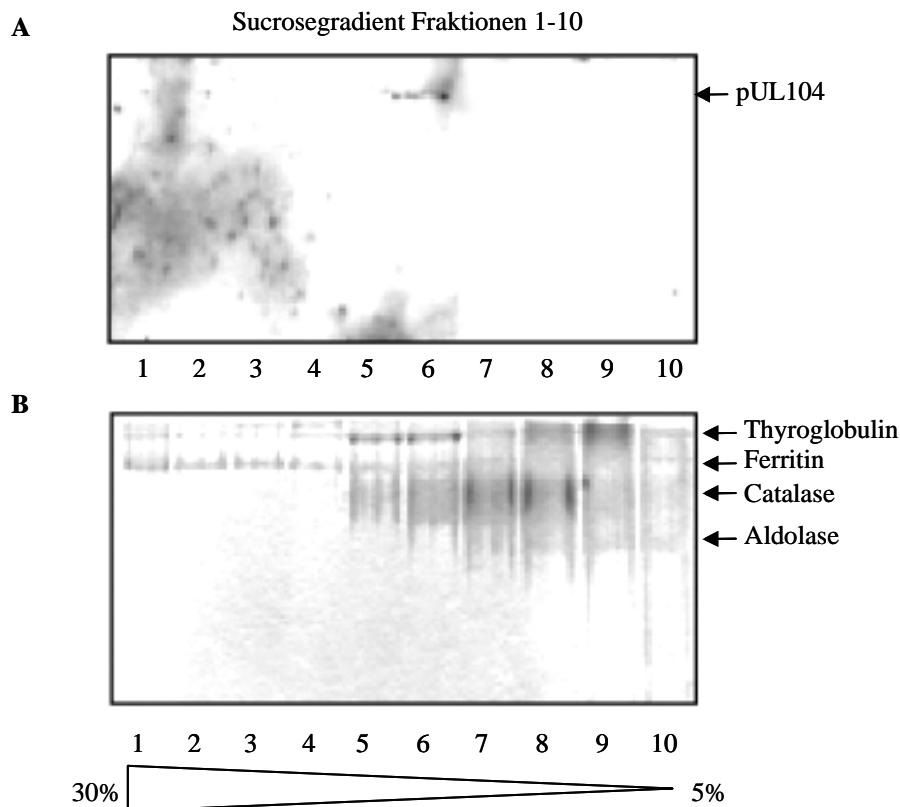 A
Sucrosegradient Fraktionen 1-10
pUL104
1 2 3 4 5 6 7 8 9 10
B
Thyroglobulin
Ferritin
Catalase
Aldolase
1 2 3 4 5 6 7 8 9 10
30% 5%